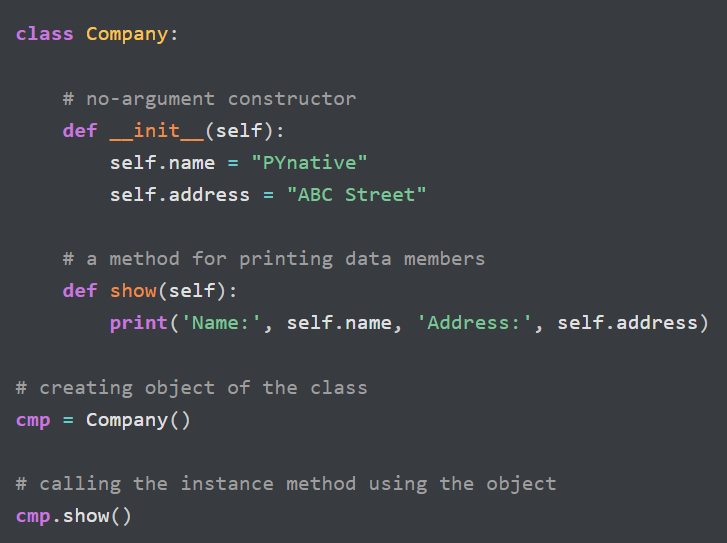 class Company:
    # no-argument constructor
    def __init__(self):
        self.name = "PYnative"
        self.address = "ABC Street"
    # a method for printing data members
    def show(self):
        print('Name:', self.name, 'Address:', self.address)
# creating object of the class
cmp = Company()
# calling the instance method using the object
cmp.show()